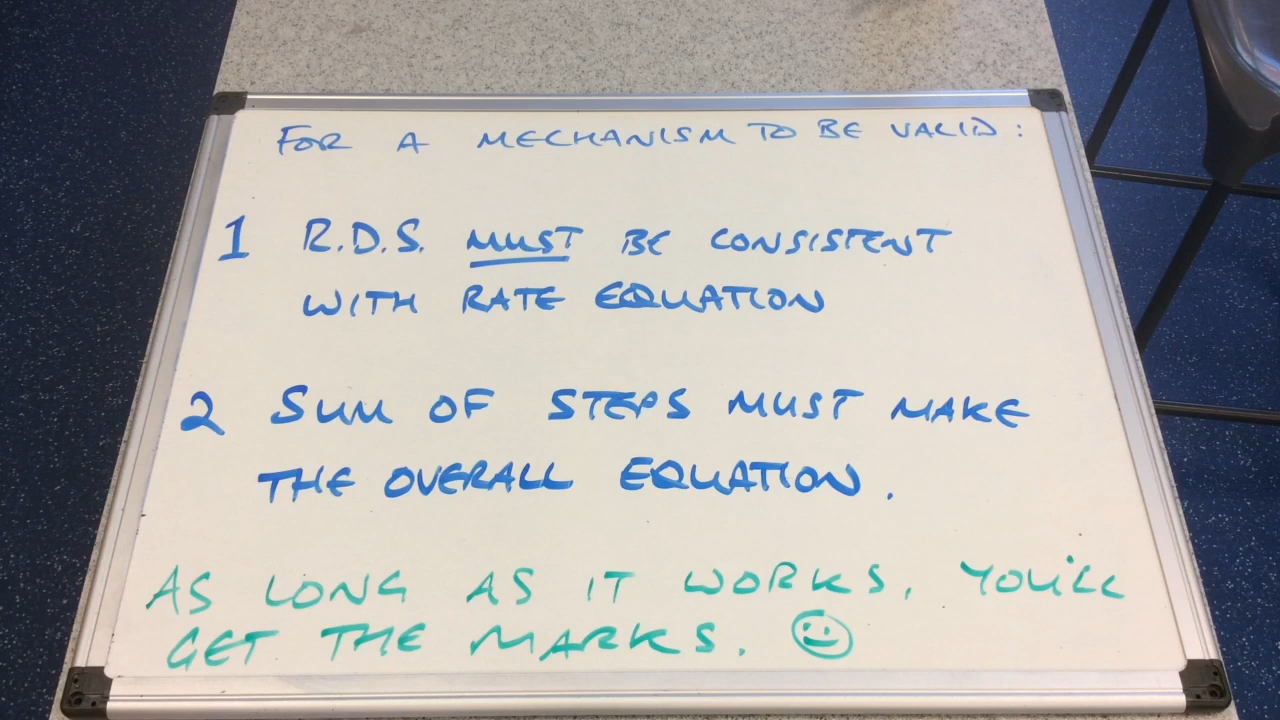 FOR A MECHANISM TO BE VALID:
1 R.D.S. MUST BE CONSISTENT
WITH RATE EQUATION
2 SUM OF STEPS MUST MAKE
THE OVERALL EQUATION.
AS LONG AS IT WORKS, YOU'LL
GET THE MARKS. 🙂